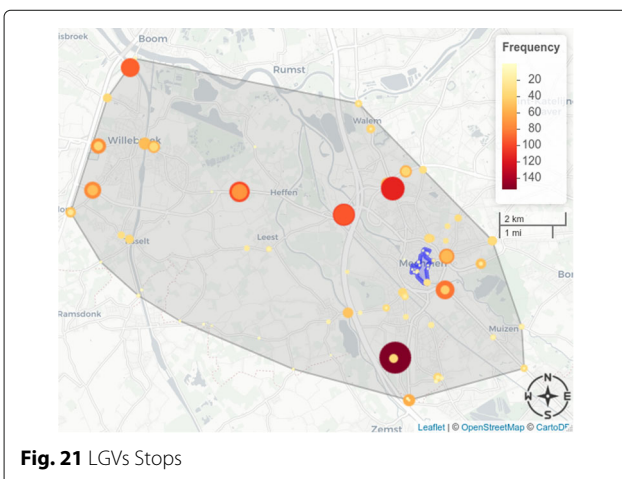 isbroek
Boom
Rumst
Frequency
20
40
60
80
100
120
140
Walem
Willebroek
Heffen
2 km
1 mi
Leest
Ramsdonk
Muizen
N
W E
S
Zemst
Leaflet | © OpenStreetMap © CartoDB
Fig. 21 LGVs Stops